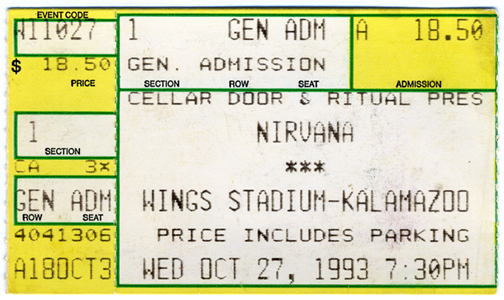 EVENT CODE
W11027 1 GEN ADM A 18.50
$ 18.50 GEN. ADMISSION
PRICE SECTION ROW SEAT ADMISSION
CELLAR DOOR & RITUAL PRES
1 NIRVANA
SECTION
CA 3* ***
GEN ADM WINGS STADIUM-KALAMAZOO
ROW SEAT
4041306 PRICE INCLUDES PARKING
A18OCT3 WED OCT 27, 1993 7:30PM